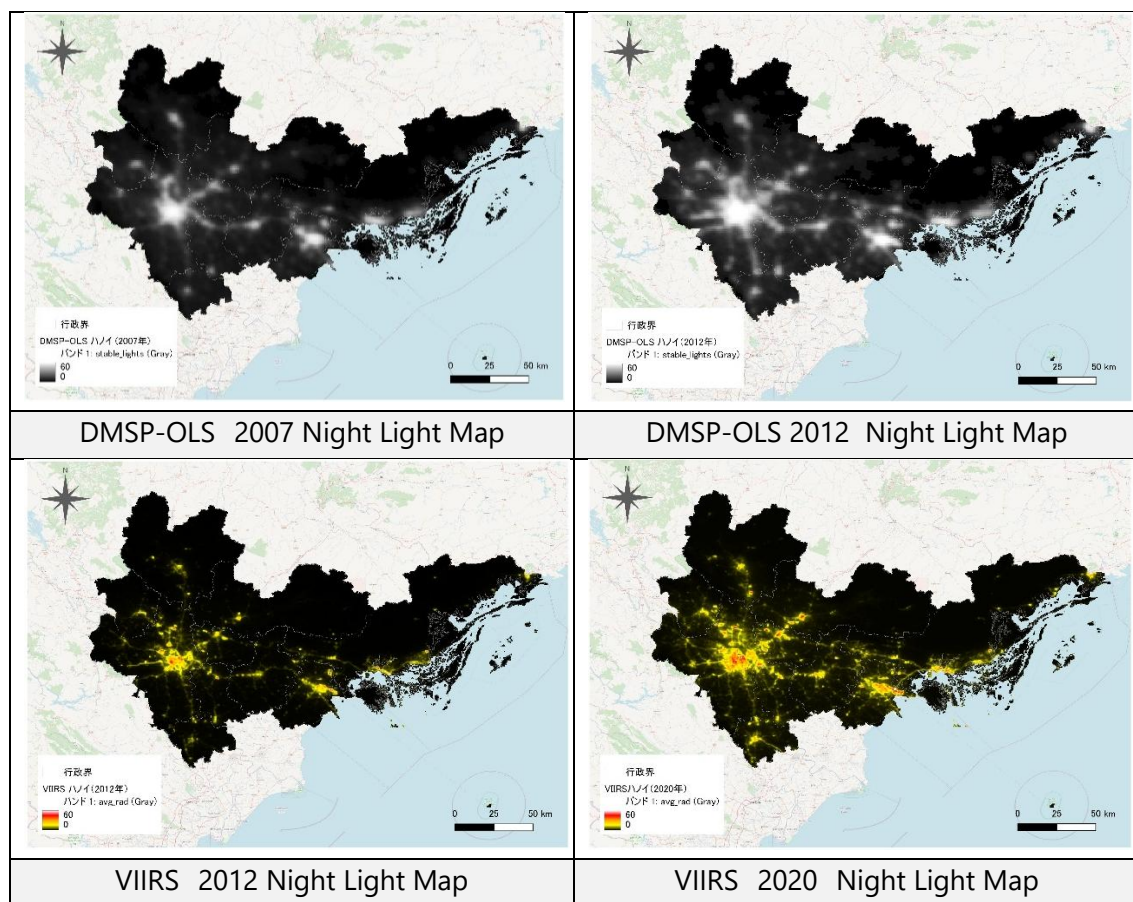 N
行政界
DMSP-OLS ハノイ(2007年)
バンド 1: stable_lights (Gray)
60
0
0 25 50 km
N
行政界
DMSP-OLS ハノイ(2012年)
バンド 1: stable_lights (Gray)
60
0
0 25 50 km
DMSP-OLS 2007 Night Light Map
DMSP-OLS 2012 Night Light Map
N
行政界
VIIRS ハノイ(2012年)
バンド 1: avg_rad (Gray)
60
0
0 25 50 km
N
行政界
VIIRSハノイ(2020年)
バンド 1: avg_rad (Gray)
60
0
0 25 50 km
VIIRS 2012 Night Light Map
VIIRS 2020 Night Light Map